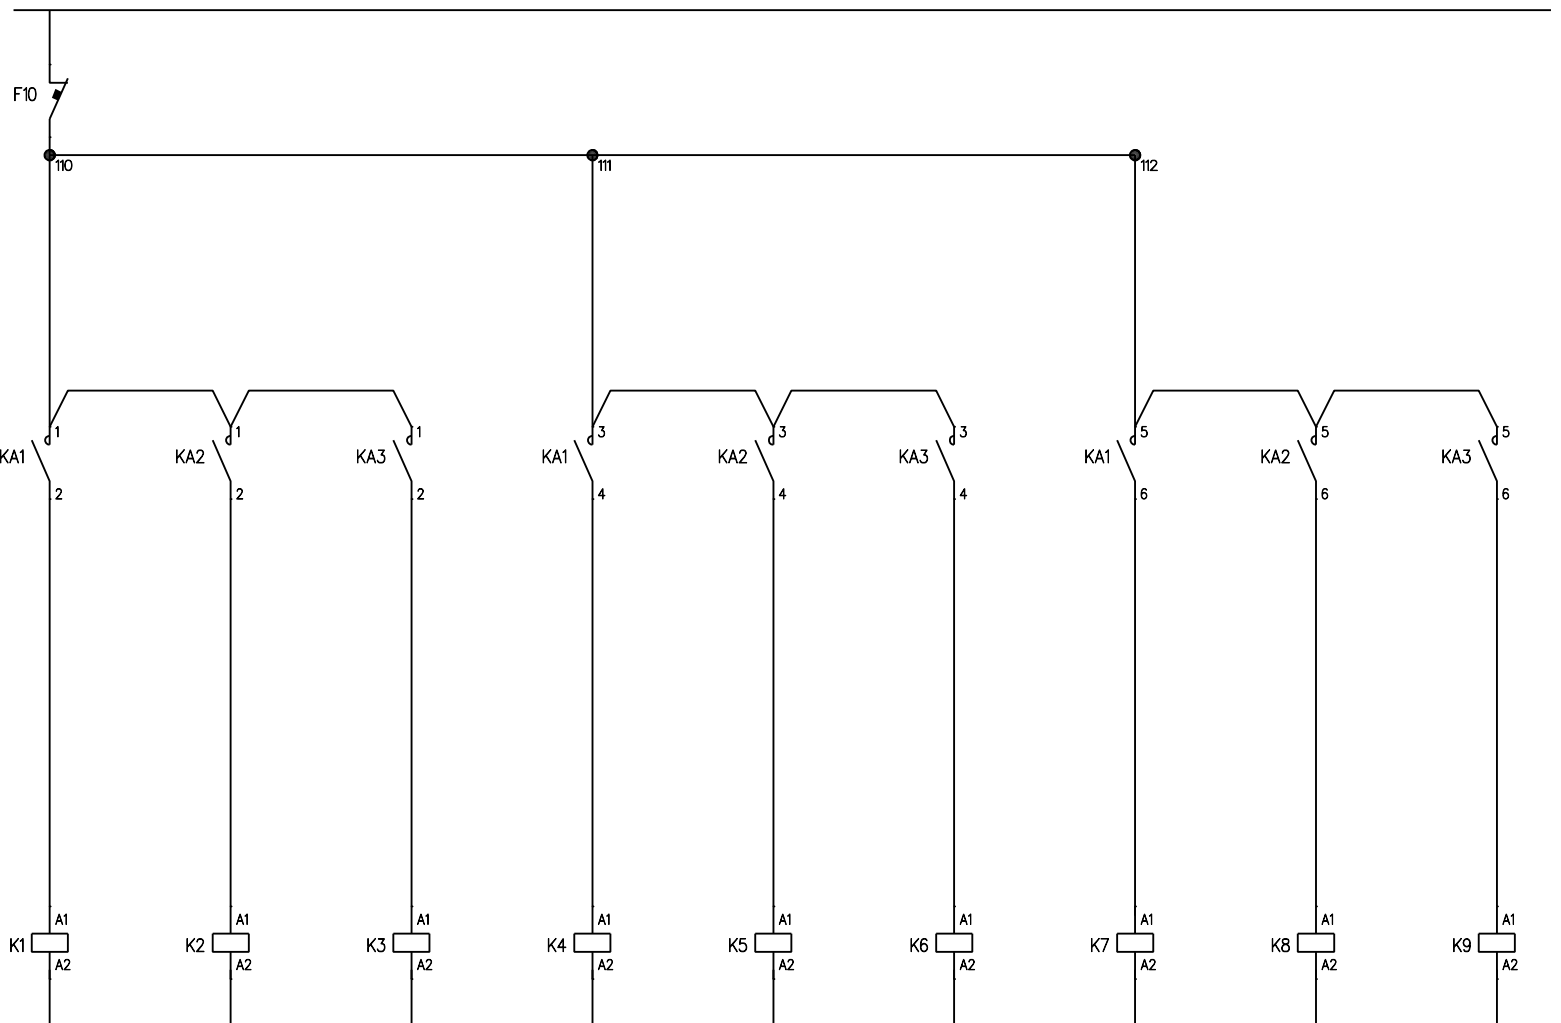 F10
110 111 112
1 1 1 3 3 3 5 5 5
KA1 KA2 KA3 KA1 KA2 KA3 KA1 KA2 KA3
2 2 2 4 4 4 6 6 6
A1 A1 A1 A1 A1 A1 A1 A1 A1
K1 K2 K3 K4 K5 K6 K7 K8 K9
A2 A2 A2 A2 A2 A2 A2 A2 A2